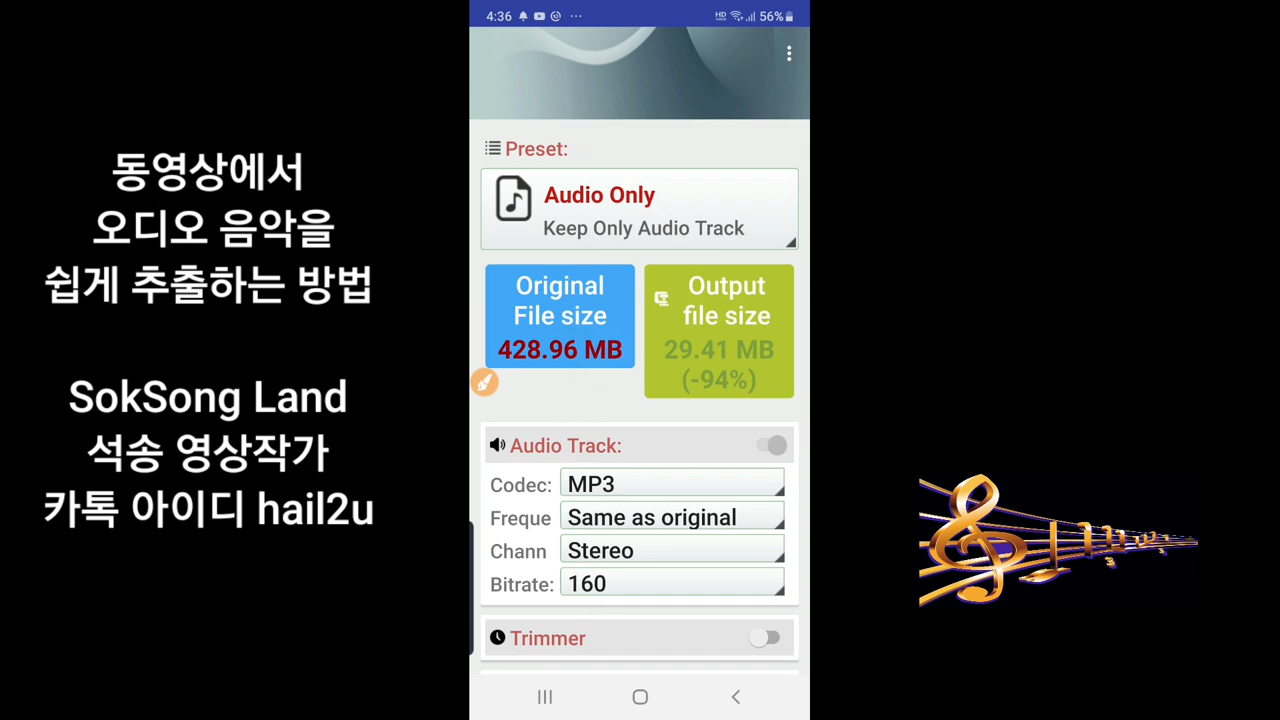 동영상에서
오디오 음악을
쉽게 추출하는 방법
SokSong Land
석송 영상작가
카톡 아이디 hail2u
4:36
56%
Preset:
Audio Only
Keep Only Audio Track
Original
File size
428.96 MB
Output
file size
29.41 MB
(-94%)
Audio Track:
Codec: MP3
Freque Same as original
Chann Stereo
Bitrate: 160
Trimmer